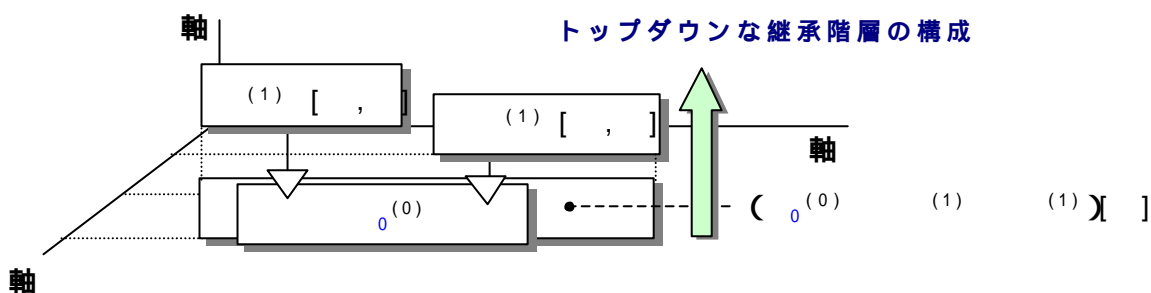 軸
トップダウンな継承階層の構成
(1) [ , ]
(1) [ , ]
軸
0(0)
( 0(0) (1) (1) )[ ]
軸